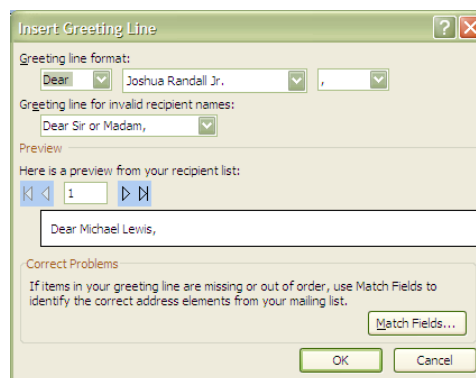 Insert Greeting Line
Greeting line format:
Dear Joshua Randall Jr. ,
Greeting line for invalid recipient names:
Dear Sir or Madam,
Preview
Here is a preview from your recipient list:
1
Dear Michael Lewis,
Correct Problems
If items in your greeting line are missing or out of order, use Match Fields to
identify the correct address elements from your mailing list.
Match Fields...
OK Cancel